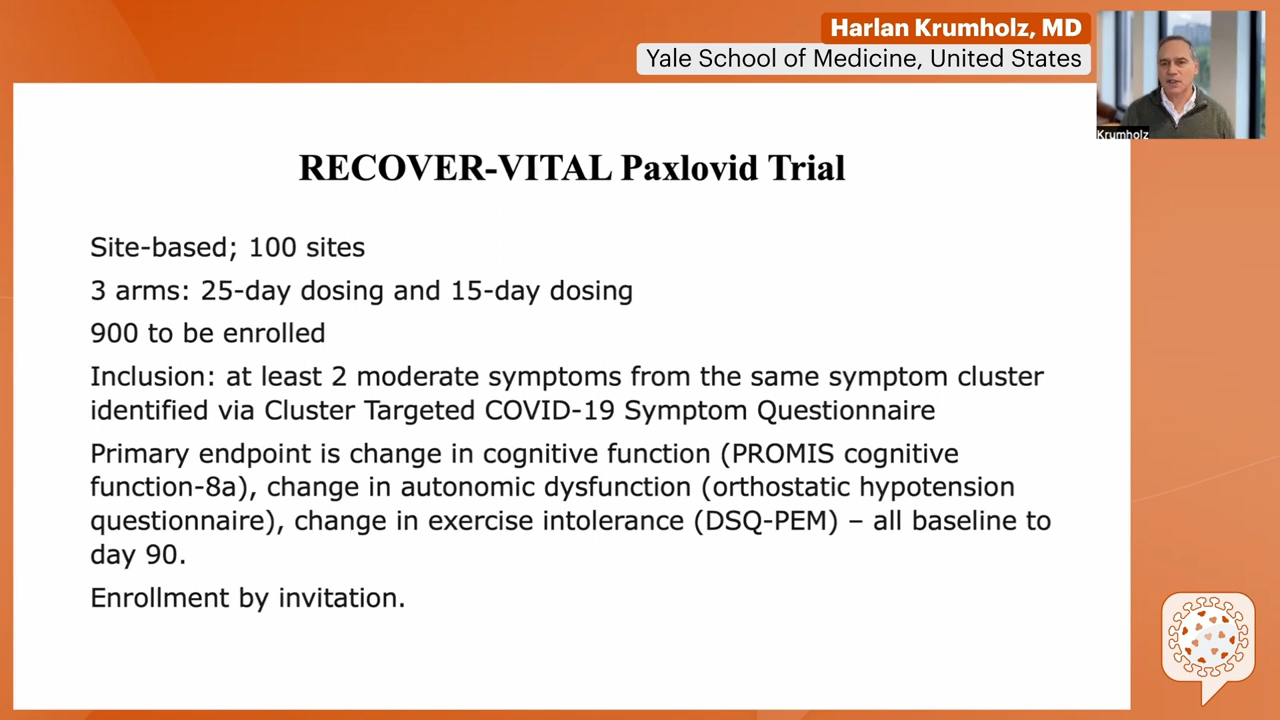 Harlan Krumholz, MD
Yale School of Medicine, United States
Krumholz
RECOVER-VITAL Paxlovid Trial
Site-based; 100 sites
3 arms: 25-day dosing and 15-day dosing
900 to be enrolled
Inclusion: at least 2 moderate symptoms from the same symptom cluster
identified via Cluster Targeted COVID-19 Symptom Questionnaire
Primary endpoint is change in cognitive function (PROMIS cognitive
function-8a), change in autonomic dysfunction (orthostatic hypotension
questionnaire), change in exercise intolerance (DSQ-PEM) – all baseline to
day 90.
Enrollment by invitation.